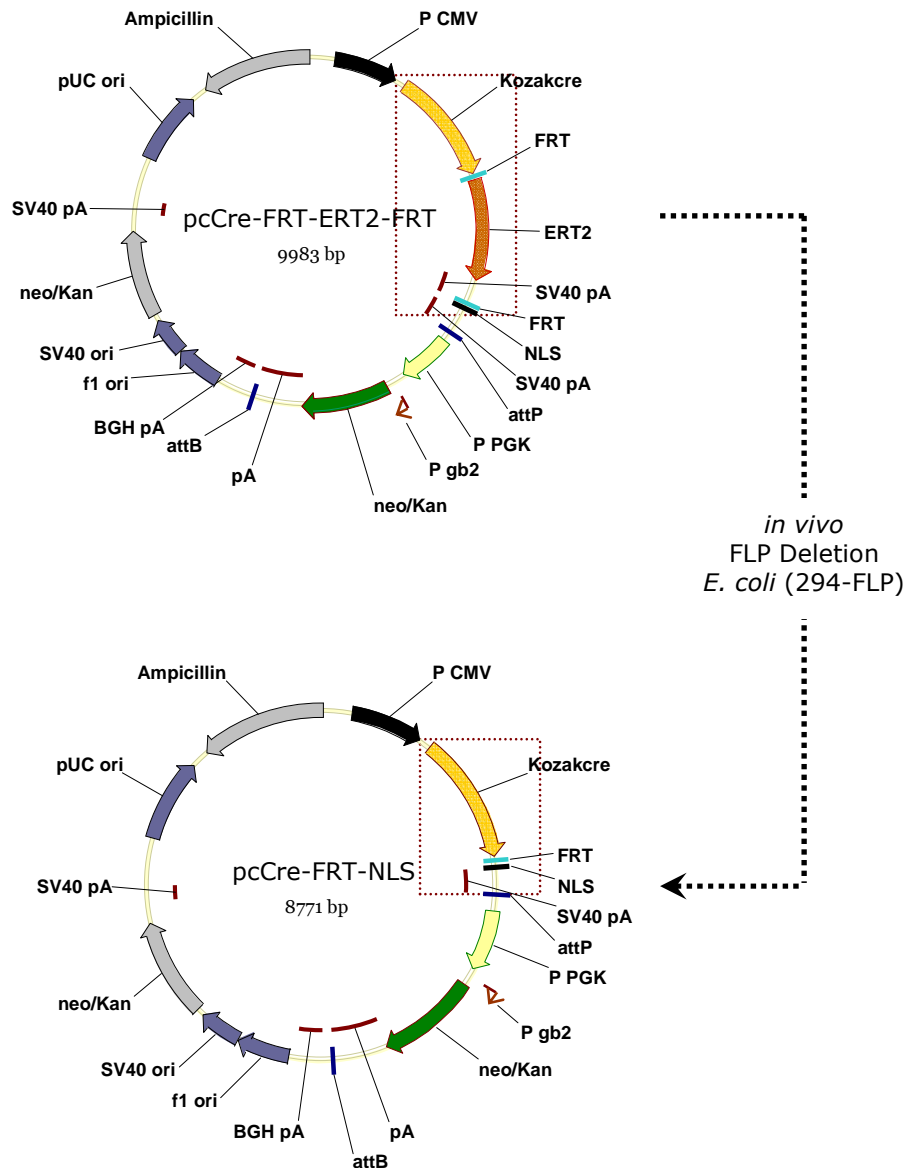 Ampicillin
P CMV
pUC ori
Kozakcre
FRT
SV40 pA
pcCre-FRT-ERT2-FRT
9983 bp
ERT2
neo/Kan
SV40 pA
FRT
NLS
SV40 ori
SV40 pA
f1 ori
attP
BGH pA
attB
P PGK
pA
P gb2
neo/Kan
in vivo
FLP Deletion
E. coli (294-FLP)
Ampicillin
P CMV
pUC ori
Kozakcre
FRT
pcCre-FRT-NLS
8771 bp
SV40 pA
NLS
SV40 pA
attP
P PGK
neo/Kan
P gb2
SV40 ori
neo/Kan
f1 ori
BGH pA
pA
attB